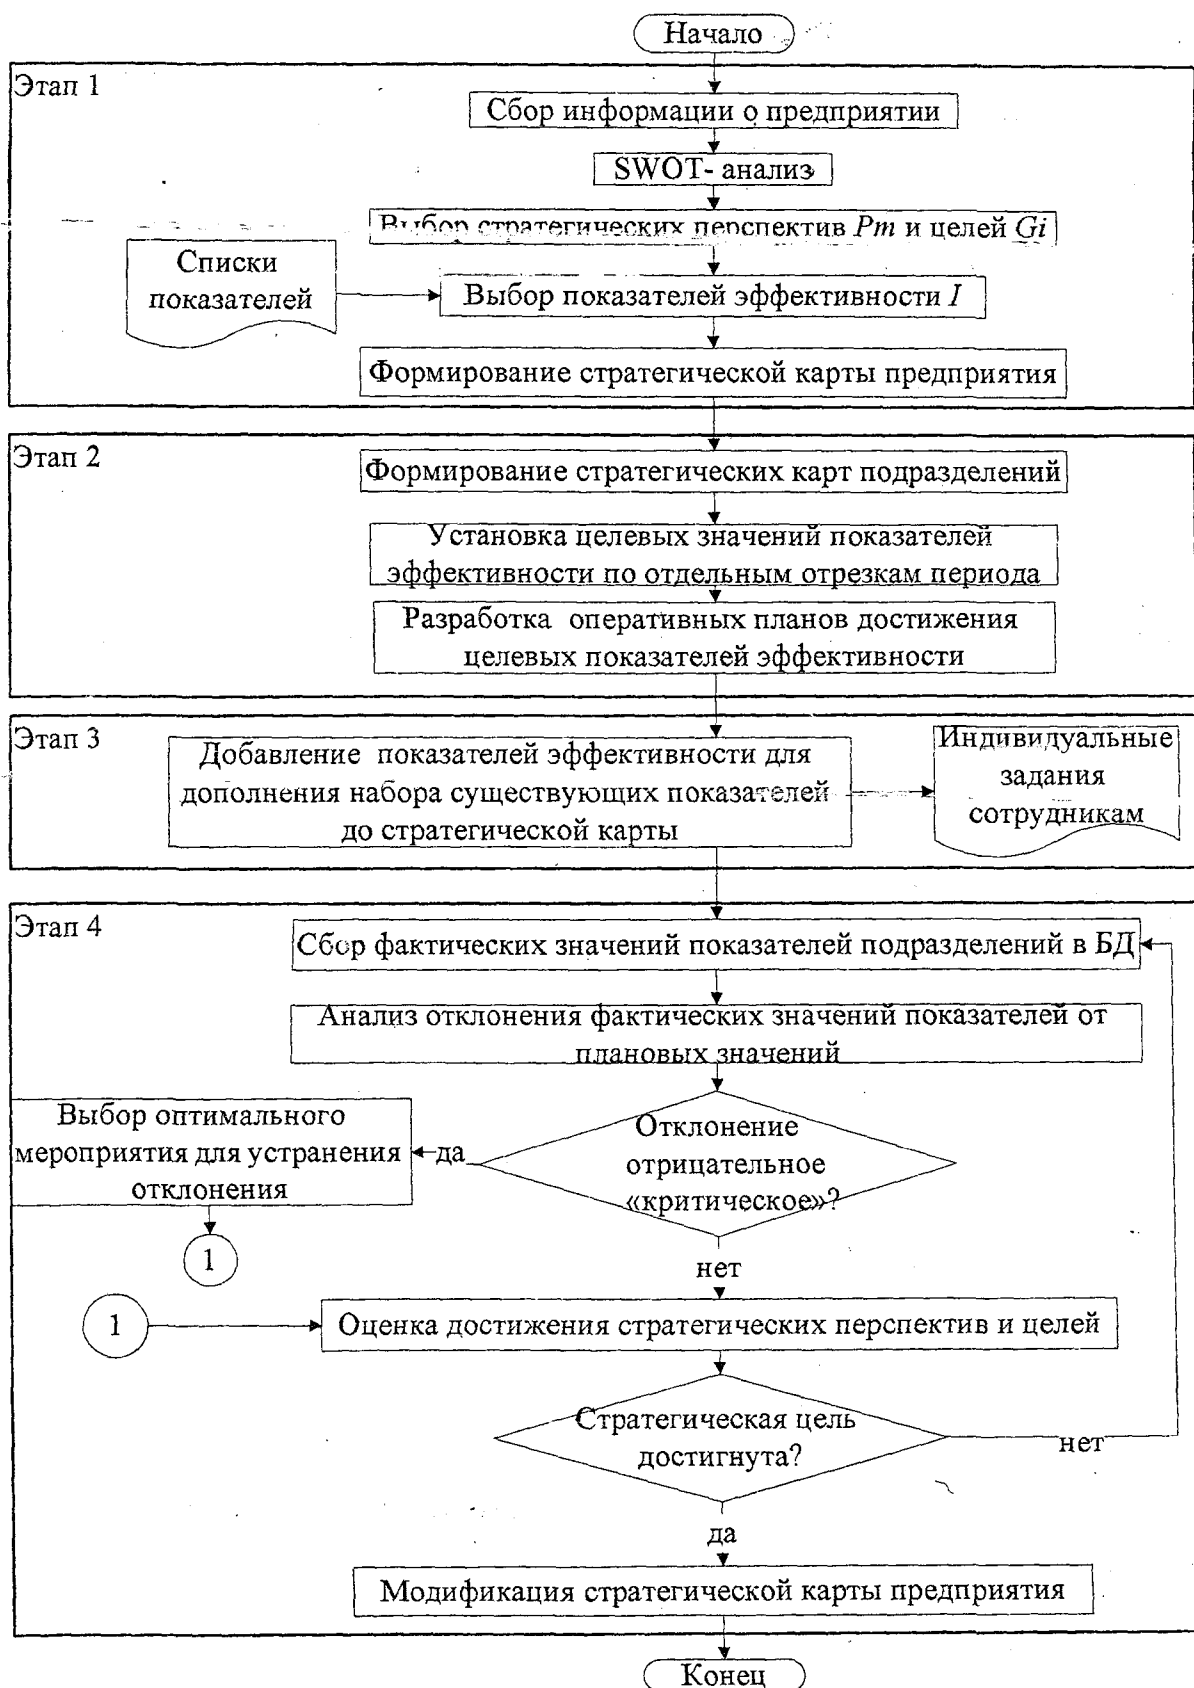 Начало
Этап 1
Сбор информации о предприятии
SWOT- анализ
Выбор стратегических перспектив Pm и целей Gi
Списки
показателей
Выбор показателей эффективности I
Формирование стратегической карты предприятия
Этап 2
Формирование стратегических карт подразделений
Установка целевых значений показателей
эффективности по отдельным отрезкам периода
Разработка оперативных планов достижения
целевых показателей эффективности
Этап 3
Добавление показателей эффективности для
дополнения набора существующих показателей
до стратегической карты
Индивидуальные
задания
сотрудникам
Этап 4
Сбор фактических значений показателей подразделений в БД
Анализ отклонения фактических значений показателей от
плановых значений
Выбор оптимального
мероприятия для устранения
отклонения
да
Отклонение
отрицательное
«критическое»?
1
нет
1
Оценка достижения стратегических перспектив и целей
Стратегическая цель
достигнута?
нет
да
Модификация стратегической карты предприятия
Конец